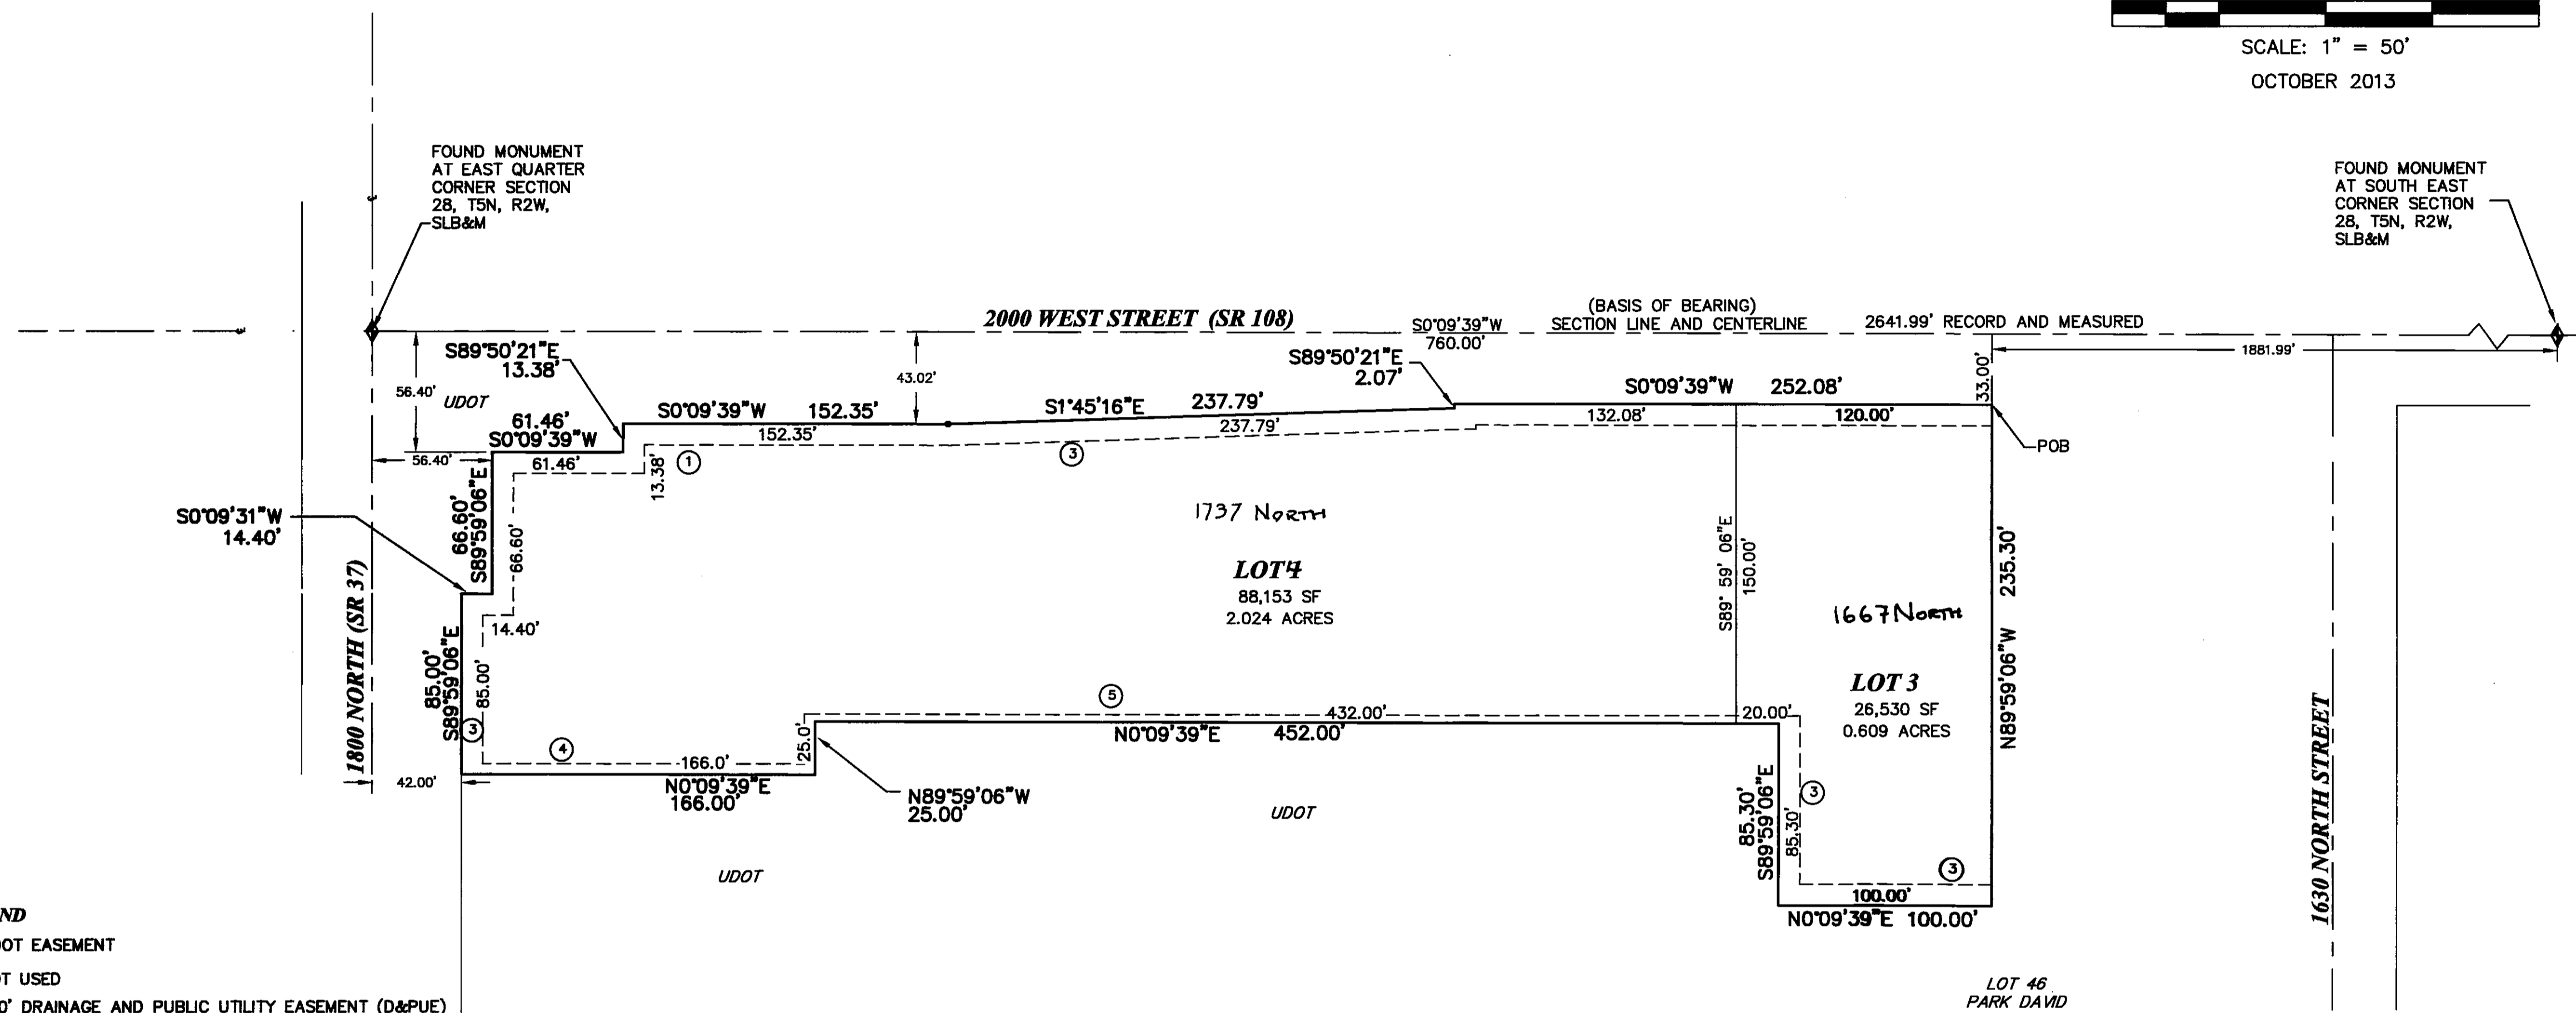 SCALE: 1" = 50'
OCTOBER 2013
FOUND MONUMENT
AT EAST QUARTER
CORNER SECTION
28, T5N, R2W,
SLB&M
FOUND MONUMENT
AT SOUTH EAST
CORNER SECTION
28, T5N, R2W,
SLB&M
2000 WEST STREET (SR 108)
S0°09'39"W
760.00'
(BASIS OF BEARING)
SECTION LINE AND CENTERLINE
2641.99' RECORD AND MEASURED
1881.99'
33.00'
S89°50'21"E
13.38'
56.40'
UDOT
43.02'
S89°50'21"E
2.07'
61.46'
S0°09'39"W
S0°09'39"W 152.35'
S1°45'16"E 237.79'
S0°09'39"W 252.08'
152.35'
237.79'
132.08'
120.00'
POB
56.40'
61.46'
13.38'
1
3
66.60'
S89°59'06"E
66.60'
S0°09'31"W
14.40'
14.40'
1737 NORTH
LOT 4
88,153 SF
2.024 ACRES
S89° 59' 06"E
150.00'
1667 NORTH
LOT 3
26,530 SF
0.609 ACRES
235.30'
N89°59'06"W
1800 NORTH (SR 37)
85.00'
S89°59'06"E
85.00'
3
42.00'
4
166.0'
N0°09'39"E
166.00'
25.0'
N89°59'06"W
25.00'
5
432.00'
N0°09'39"E 452.00'
20.00'
85.30'
S89°59'06"E
85.30'
3
3
100.00'
N0°09'39"E 100.00'
UDOT
UDOT
1630 NORTH STREET
LOT 46
PARK DAVID
ND
OT EASEMENT
T USED
0' DRAINAGE AND PUBLIC UTILITY EASEMENT (D&PUE)